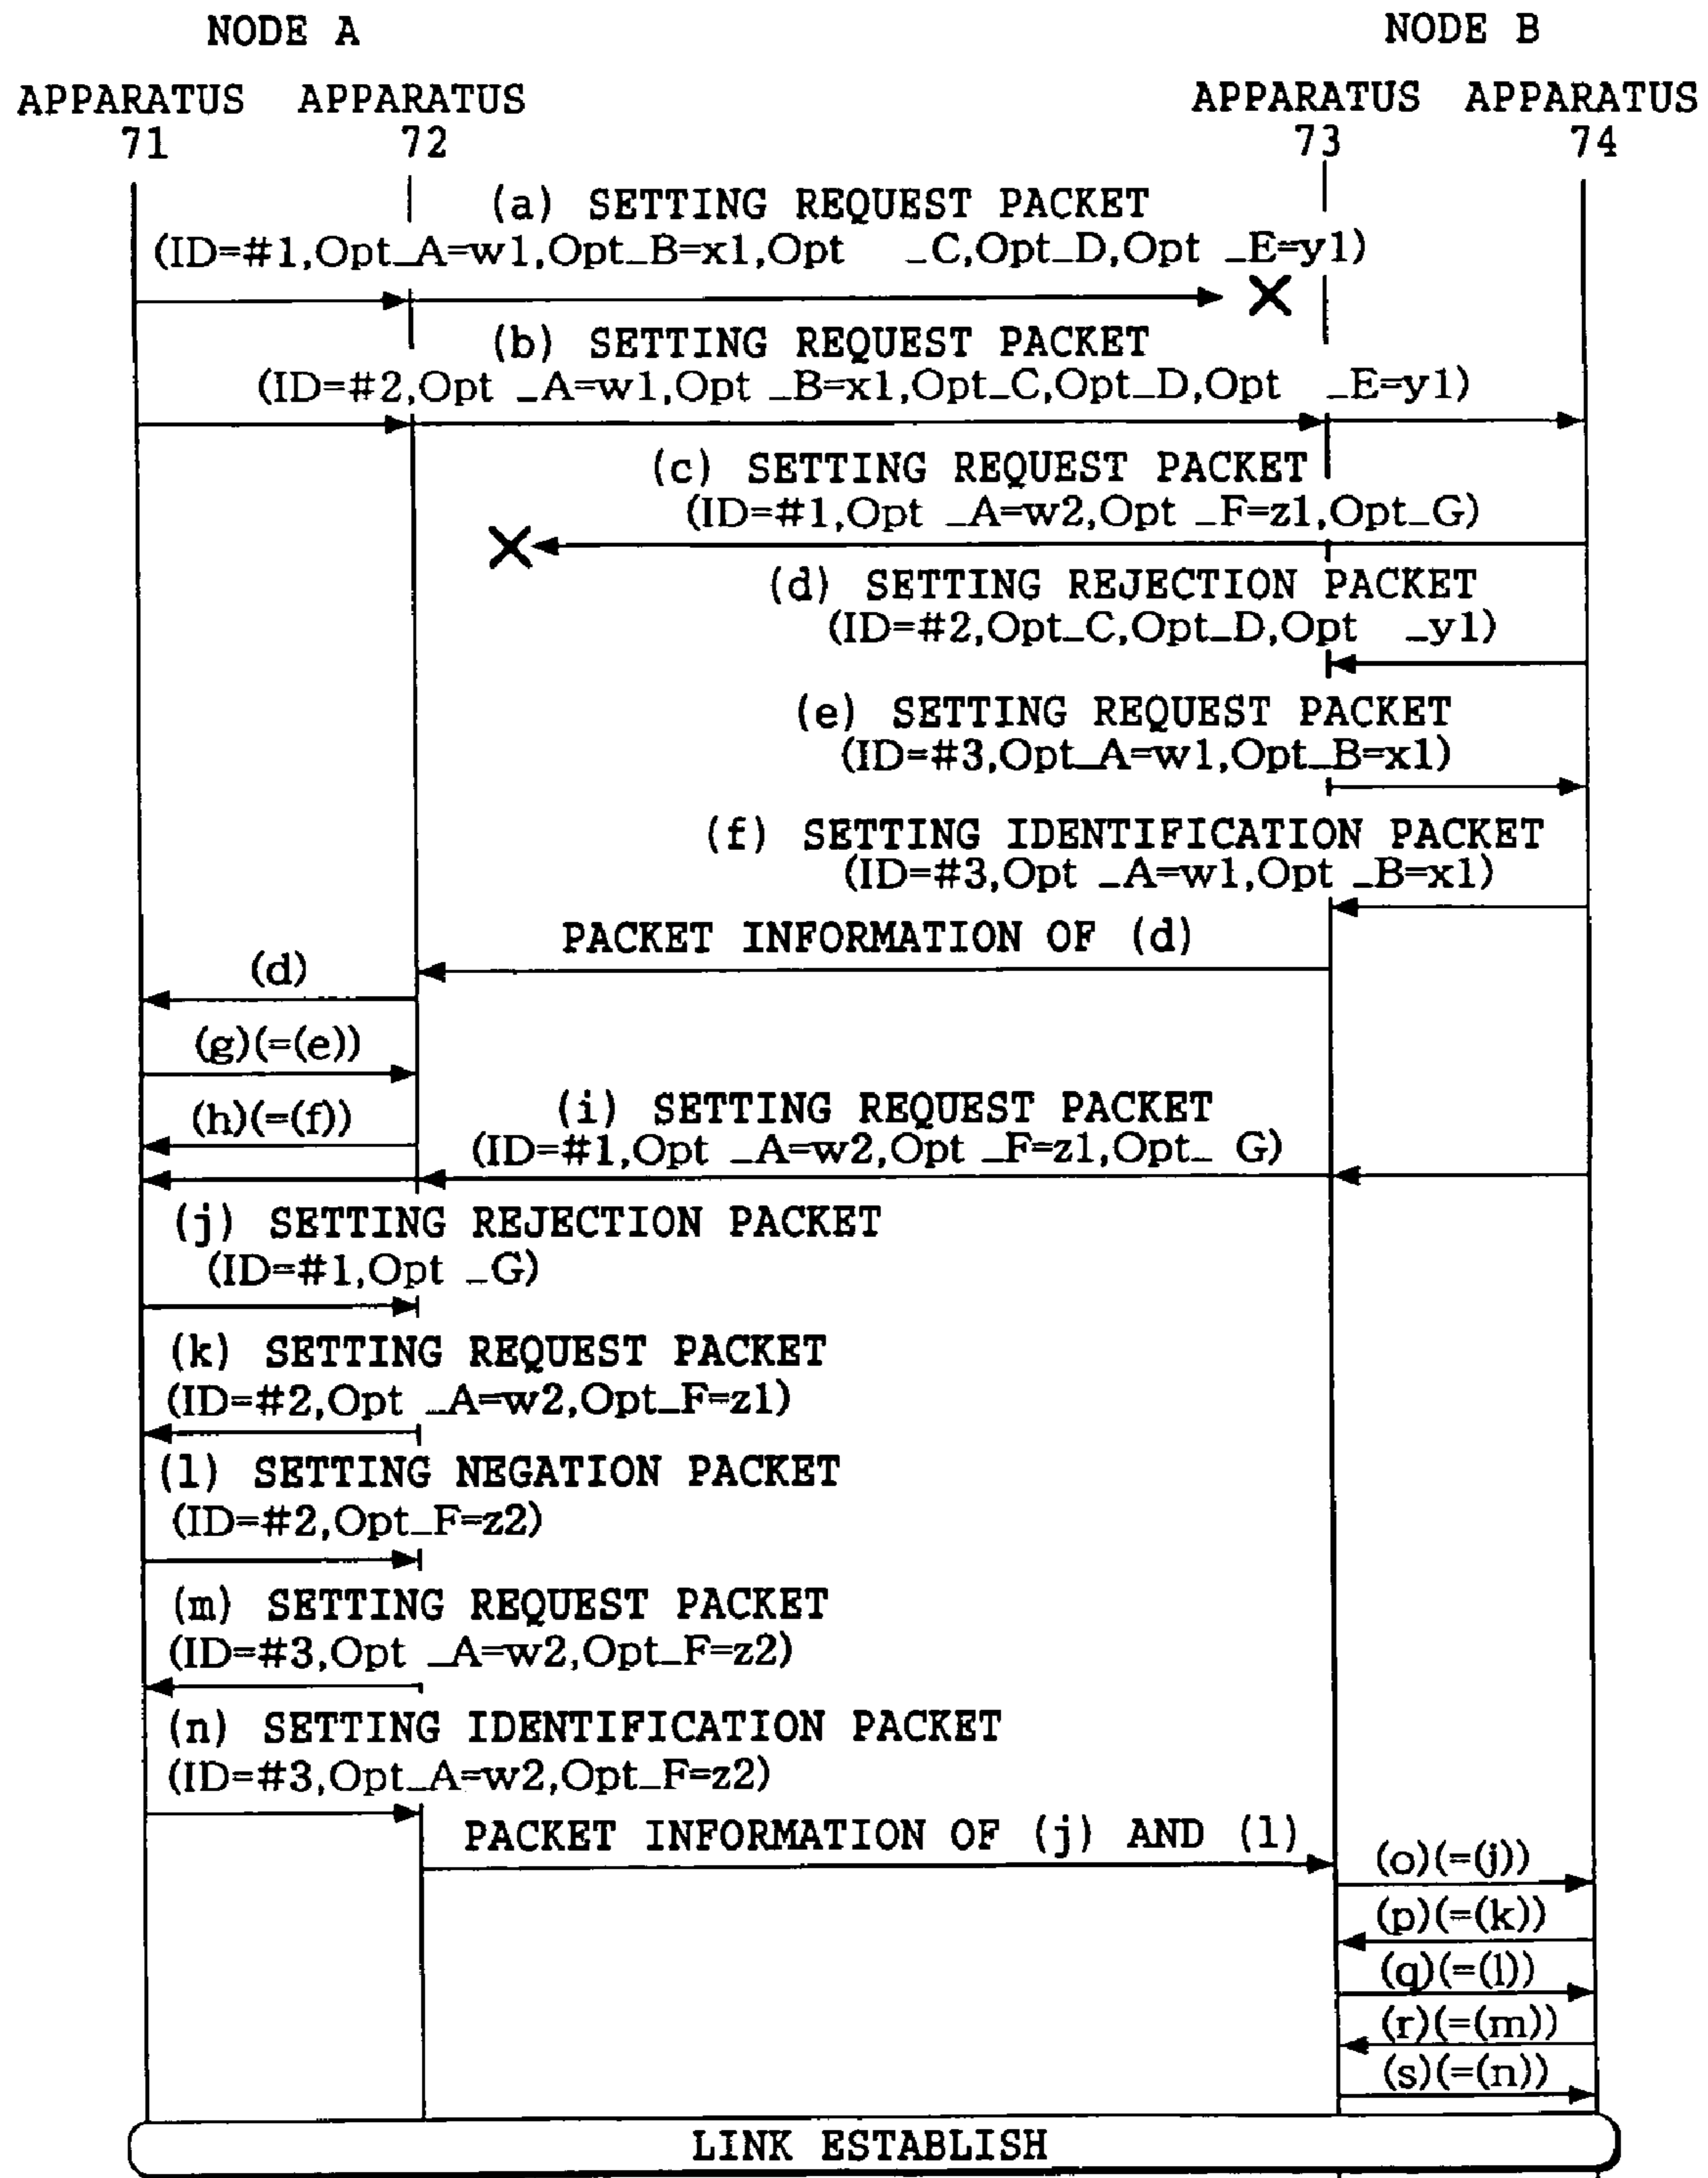 NODE A NODE B
APPARATUS APPARATUS APPARATUS APPARATUS
71 72 73 74
(a) SETTING REQUEST PACKET
(ID=#1,Opt_A=w1,Opt_B=x1,Opt _C,Opt_D,Opt _E=y1)
(b) SETTING REQUEST PACKET
(ID=#2,Opt _A=w1,Opt _B=x1,Opt_C,Opt_D,Opt _E=y1)
(c) SETTING REQUEST PACKET
(ID=#1,Opt _A=w2,Opt _F=z1,Opt_G)
(d) SETTING REJECTION PACKET
(ID=#2,Opt_C,Opt_D,Opt _y1)
(e) SETTING REQUEST PACKET
(ID=#3,Opt_A=w1,Opt_B=x1)
(f) SETTING IDENTIFICATION PACKET
(ID=#3,Opt _A=w1,Opt _B=x1)
PACKET INFORMATION OF (d)
(d)
(g)(=(e))
(h)(=(f))
(i) SETTING REQUEST PACKET
(ID=#1,Opt _A=w2,Opt _F=z1,Opt_ G)
(j) SETTING REJECTION PACKET
(ID=#1,Opt _G)
(k) SETTING REQUEST PACKET
(ID=#2,Opt _A=w2,Opt_F=z1)
(l) SETTING NEGATION PACKET
(ID=#2,Opt_F=z2)
(m) SETTING REQUEST PACKET
(ID=#3,Opt _A=w2,Opt_F=z2)
(n) SETTING IDENTIFICATION PACKET
(ID=#3,Opt_A=w2,Opt_F=z2)
PACKET INFORMATION OF (j) AND (l)
(o)(=(j))
(p)(=(k))
(q)(=(l))
(r)(=(m))
(s)(=(n))
LINK ESTABLISH